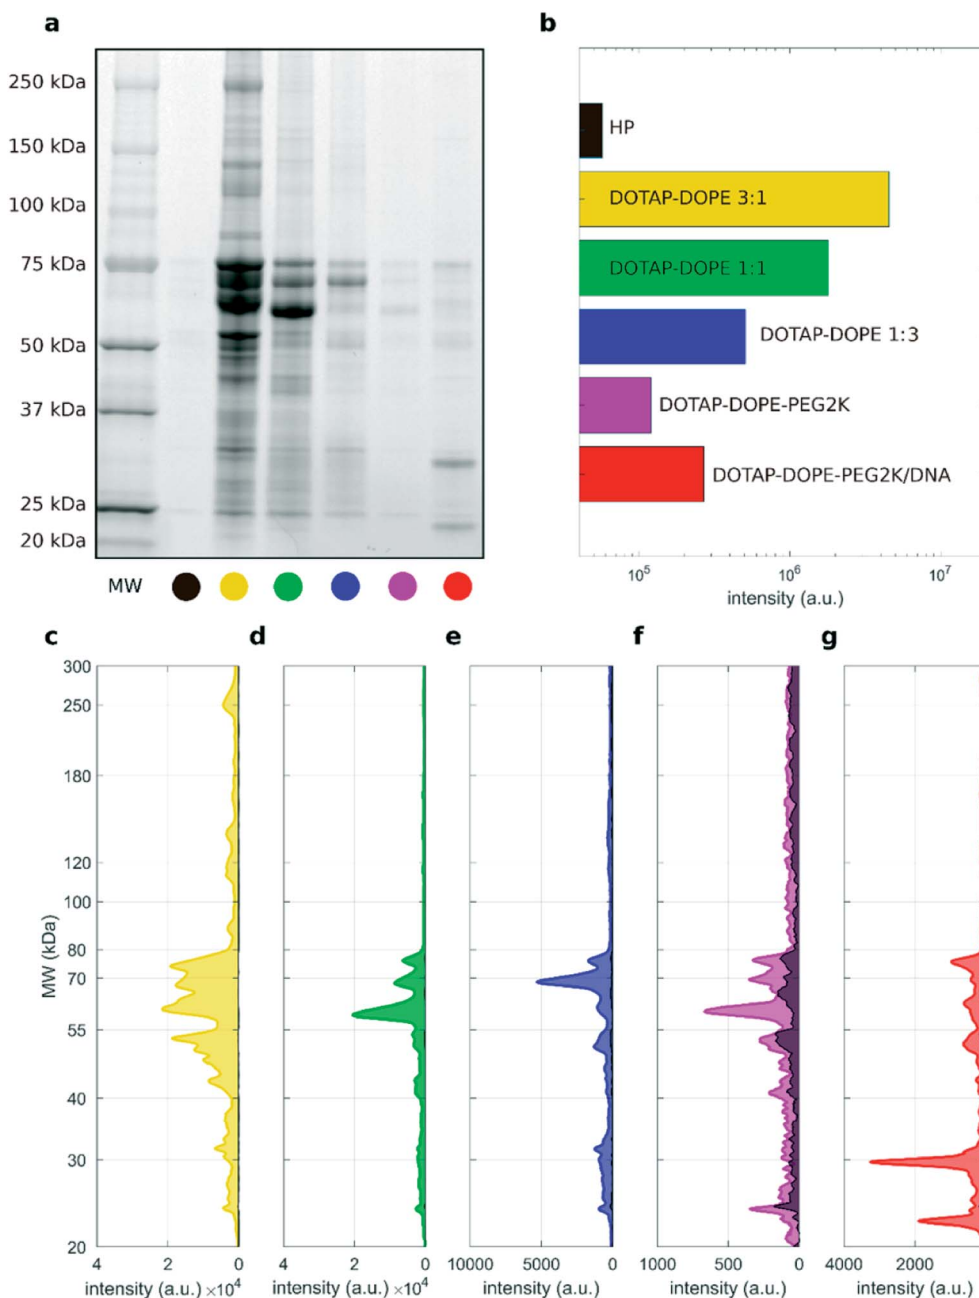 a
250 kDa
150 kDa
100 kDa
75 kDa
50 kDa
37 kDa
25 kDa
20 kDa
MW
b
HP
DOTAP-DOPE 3:1
DOTAP-DOPE 1:1
DOTAP-DOPE 1:3
DOTAP-DOPE-PEG2K
DOTAP-DOPE-PEG2K/DNA
10^5 10^6 10^7
intensity (a.u.)
c
MW (kDa)
300
250
180
120
100
80
70
55
40
30
20
4 2 0
intensity (a.u.) ×10^4
d
4 2 0
intensity (a.u.) ×10^4
e
10000 5000 0
intensity (a.u.)
f
1000 500 0
intensity (a.u.)
g
4000 2000
intensity (a.u.)